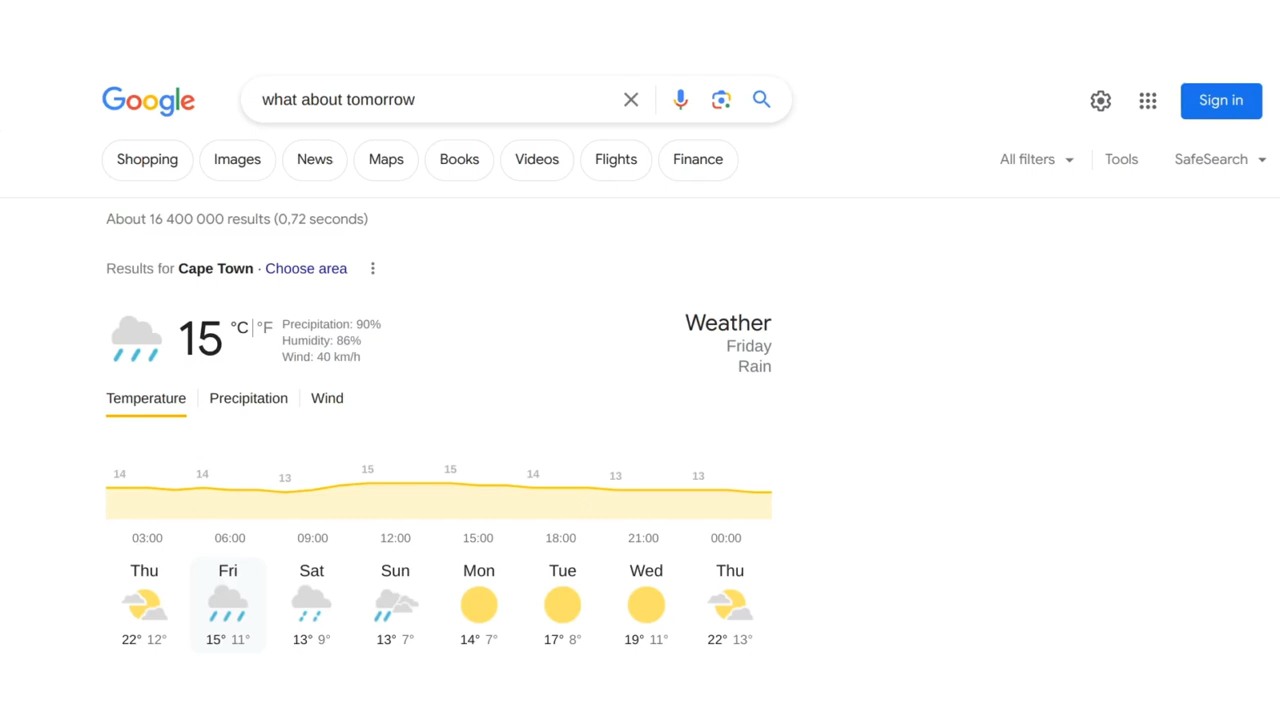 Google
what about tomorrow
Sign in
Shopping Images News Maps Books Videos Flights Finance
All filters Tools SafeSearch
About 16 400 000 results (0,72 seconds)
Results for Cape Town · Choose area
15 °C | °F
Precipitation: 90%
Humidity: 86%
Wind: 40 km/h
Weather
Friday
Rain
Temperature Precipitation Wind
14 14 13 15 15 14 13 13
03:00 06:00 09:00 12:00 15:00 18:00 21:00 00:00
Thu Fri Sat Sun Mon Tue Wed Thu
22° 12° 15° 11° 13° 9° 13° 7° 14° 7° 17° 8° 19° 11° 22° 13°